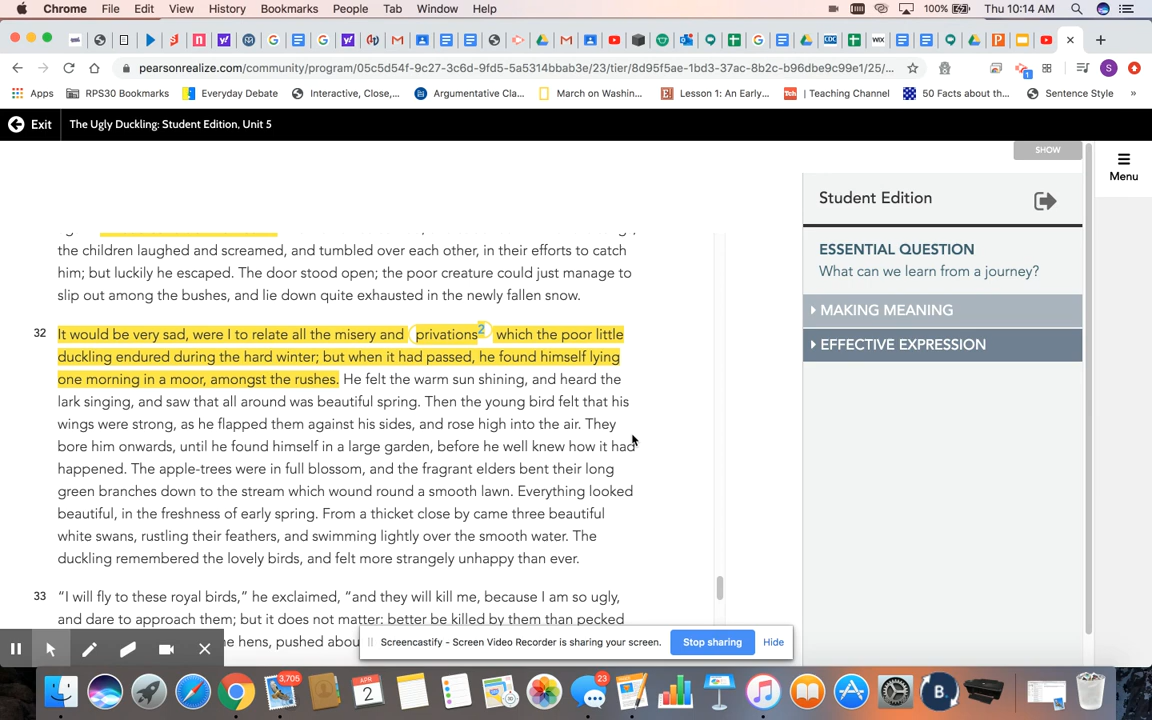 Chrome File Edit View History Bookmarks People Tab Window Help 100% Thu 10:14 AM
pearsonrealize.com/community/program/05c5d54f-9c27-3c6d-9fd5-5a5314bbab3e/23/tier/8d95f5ae-1bd3-37ac-8b2c-b96dbe9c99e1/25/...
Apps RPS30 Bookmarks Everyday Debate Interactive, Close,... Argumentative Cla... March on Washin... Lesson 1: An Early... | Teaching Channel 50 Facts about th... Sentence Style »
Exit The Ugly Duckling: Student Edition, Unit 5
SHOW
Menu
Student Edition
ESSENTIAL QUESTION
What can we learn from a journey?
MAKING MEANING
EFFECTIVE EXPRESSION
the children laughed and screamed, and tumbled over each other, in their efforts to catch
him; but luckily he escaped. The door stood open; the poor creature could just manage to
slip out among the bushes, and lie down quite exhausted in the newly fallen snow.
32 It would be very sad, were I to relate all the misery and privations2 which the poor little
duckling endured during the hard winter; but when it had passed, he found himself lying
one morning in a moor, amongst the rushes. He felt the warm sun shining, and heard the
lark singing, and saw that all around was beautiful spring. Then the young bird felt that his
wings were strong, as he flapped them against his sides, and rose high into the air. They
bore him onwards, until he found himself in a large garden, before he well knew how it had
happened. The apple-trees were in full blossom, and the fragrant elders bent their long
green branches down to the stream which wound round a smooth lawn. Everything looked
beautiful, in the freshness of early spring. From a thicket close by came three beautiful
white swans, rustling their feathers, and swimming lightly over the smooth water. The
duckling remembered the lovely birds, and felt more strangely unhappy than ever.
33 “I will fly to these royal birds,” he exclaimed, “and they will kill me, because I am so ugly,
and dare to approach them; but it does not matter: better be killed by them than pecked
hens, pushed abou
Screencastify - Screen Video Recorder is sharing your screen. Stop sharing Hide
3,705
APR
2
23